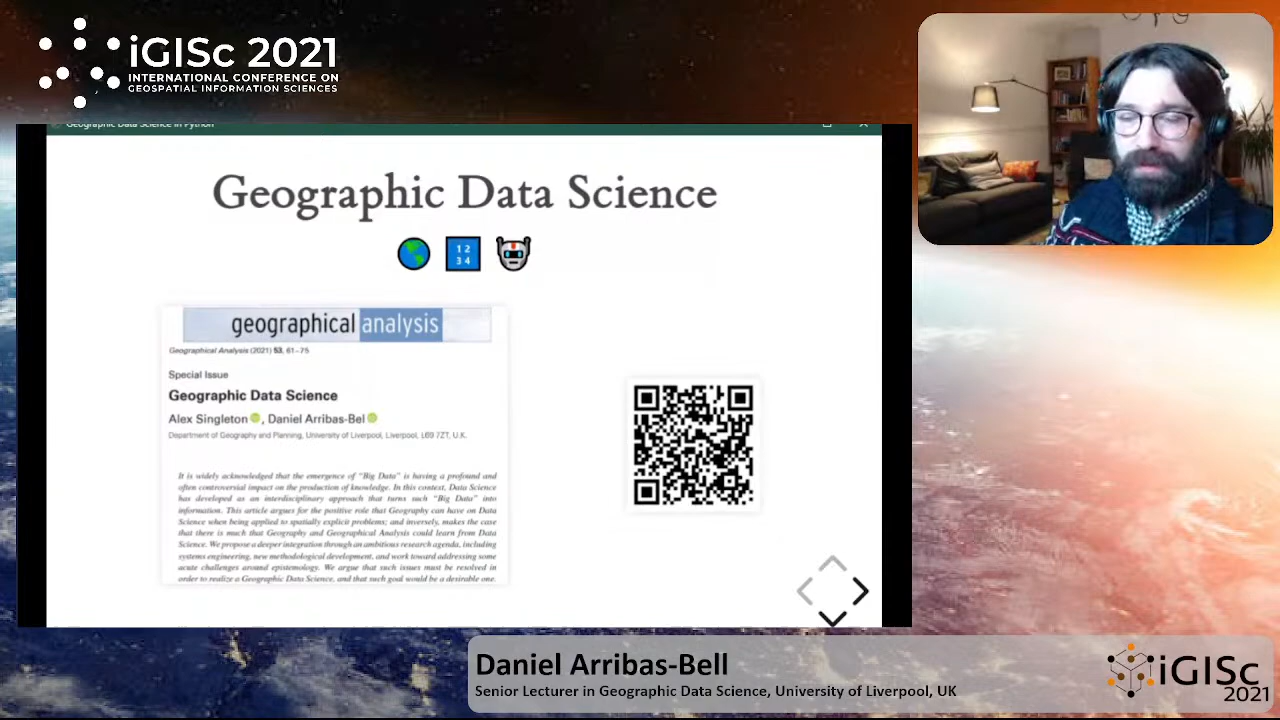 iGISc 2021
INTERNATIONAL CONFERENCE ON
GEOSPATIAL INFORMATION SCIENCES
Geographic Data Science in Python
Geographic Data Science
1 2
3 4
geographical analysis
Geographical Analysis (2021) 53, 61–75
Special Issue
Geographic Data Science
Alex Singleton, Daniel Arribas-Bel
Department of Geography and Planning, University of Liverpool, Liverpool, L69 7ZT, U.K.
It is widely acknowledged that the emergence of “Big Data” is having a profound and
often controversial impact on the production of knowledge. In this context, Data Science
has developed as an interdisciplinary approach that turns such “Big Data” into
information. This article argues for the positive role that Geography can have on Data
Science when being applied to spatially explicit problems; and inversely, makes the case
that there is much that Geography and Geographical Analysis could learn from Data
Science. We propose a deeper integration through an ambitious research agenda, including
systems engineering, new methodological development, and work toward addressing some
acute challenges around epistemology. We argue that such issues must be resolved in
order to realize a Geographic Data Science, and that such goal would be a desirable one.
Daniel Arribas-Bell
Senior Lecturer in Geographic Data Science, University of Liverpool, UK
iGISc
2021